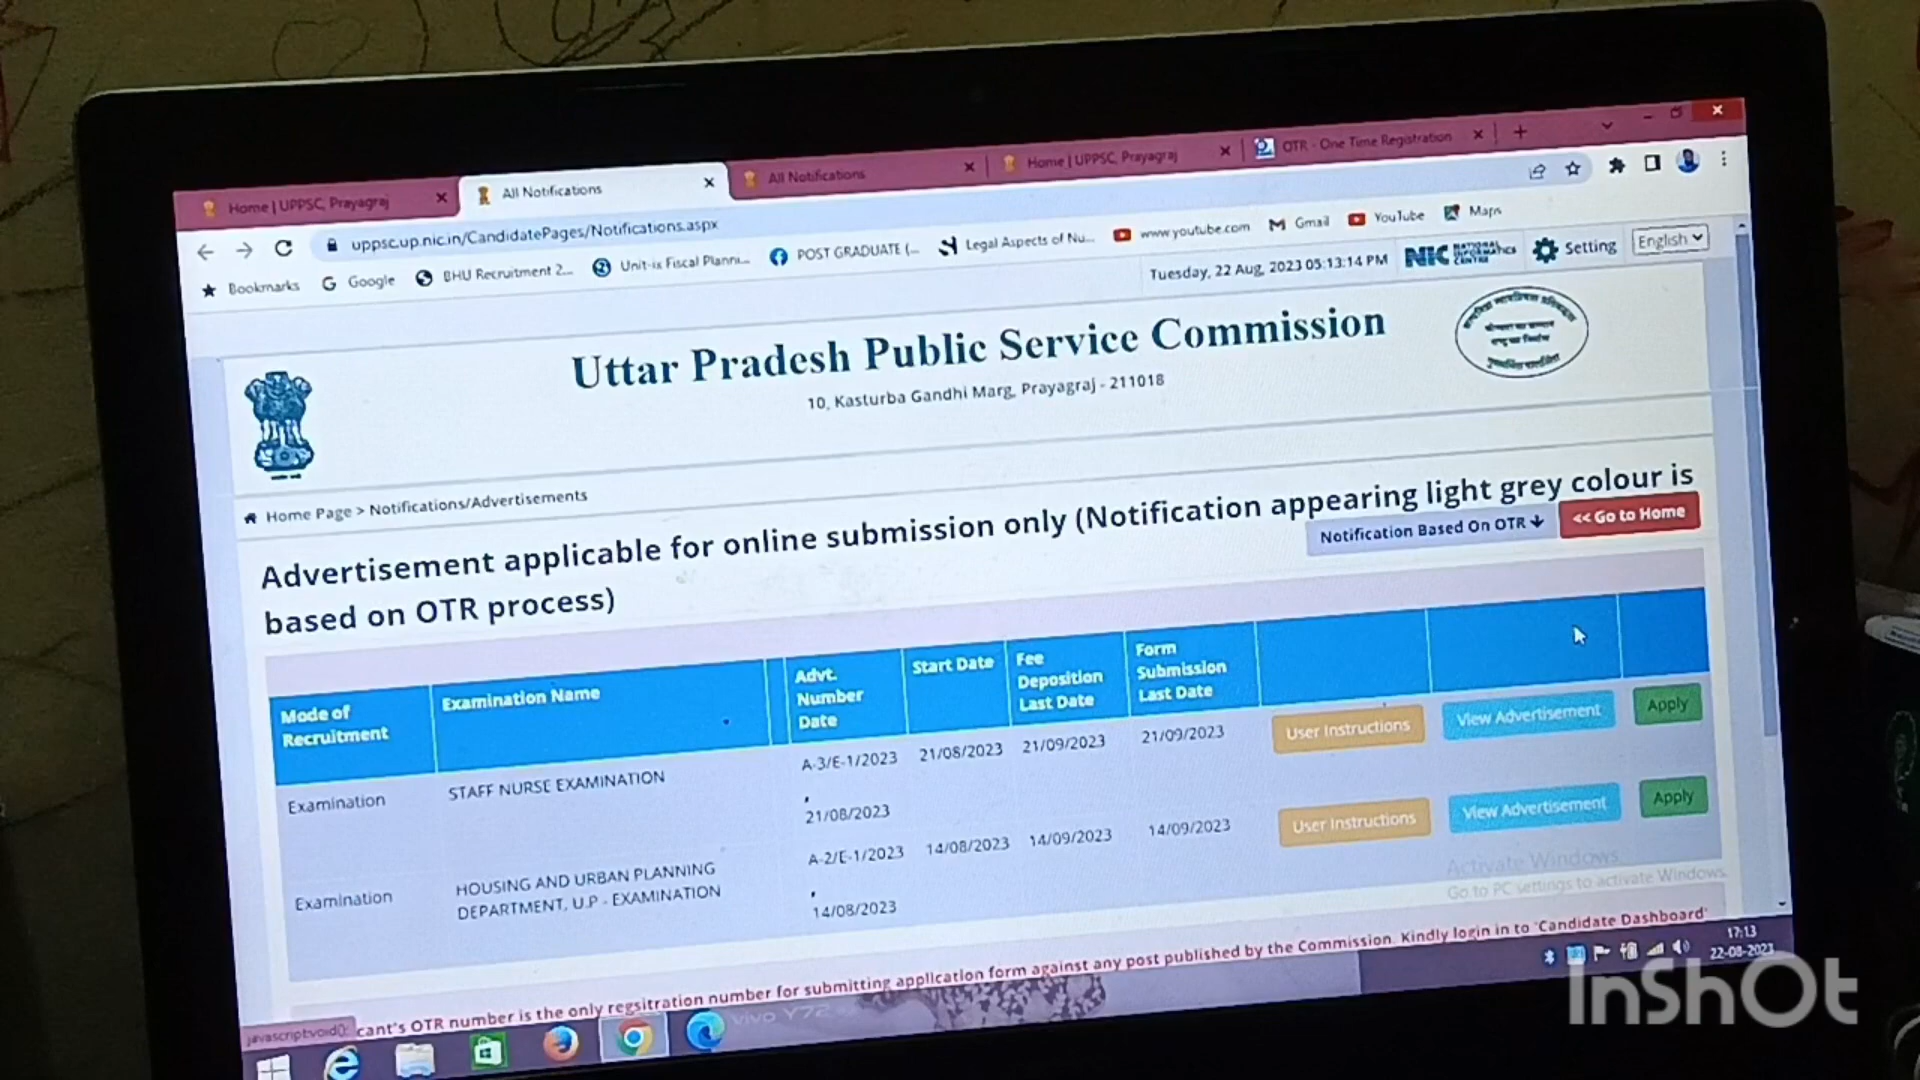 Home | UPPSC, Prayagraj
All Notifications
All Notifications
Home | UPPSC, Prayagraj
OTR - One Time Registration
uppsc.up.nic.in/CandidatePages/Notifications.aspx
Bookmarks
Google
BHU Recruitment 2...
Unit-ix Fiscal Planni...
POST GRADUATE (...
Legal Aspects of Nu...
www.youtube.com
Gmail
YouTube
Maps
Tuesday, 22 Aug, 2023 05:13:14 PM
NIC NATIONAL INFORMATICS CENTRE
Setting
English
Uttar Pradesh Public Service Commission
10, Kasturba Gandhi Marg, Prayagraj - 211018
Home Page > Notifications/Advertisements
Advertisement applicable for online submission only (Notification appearing light grey colour is
based on OTR process)
Notification Based On OTR
<< Go to Home
Mode of Recruitment
Examination Name
Advt. Number Date
Start Date
Fee Deposition Last Date
Form Submission Last Date
Examination
STAFF NURSE EXAMINATION
A-3/E-1/2023
,
21/08/2023
21/08/2023
21/09/2023
21/09/2023
User Instructions
View Advertisement
Apply
Examination
HOUSING AND URBAN PLANNING
DEPARTMENT, U.P - EXAMINATION
A-2/E-1/2023
,
14/08/2023
14/08/2023
14/09/2023
14/09/2023
User Instructions
View Advertisement
Apply
Activate Windows
Go to PC settings to activate Windows.
cant's OTR number is the only regsitration number for submitting application form against any post published by the Commission. Kindly login in to 'Candidate Dashboard'
javascript:void(0);
17:13
22-08-2023
vivo Y72
InShOt